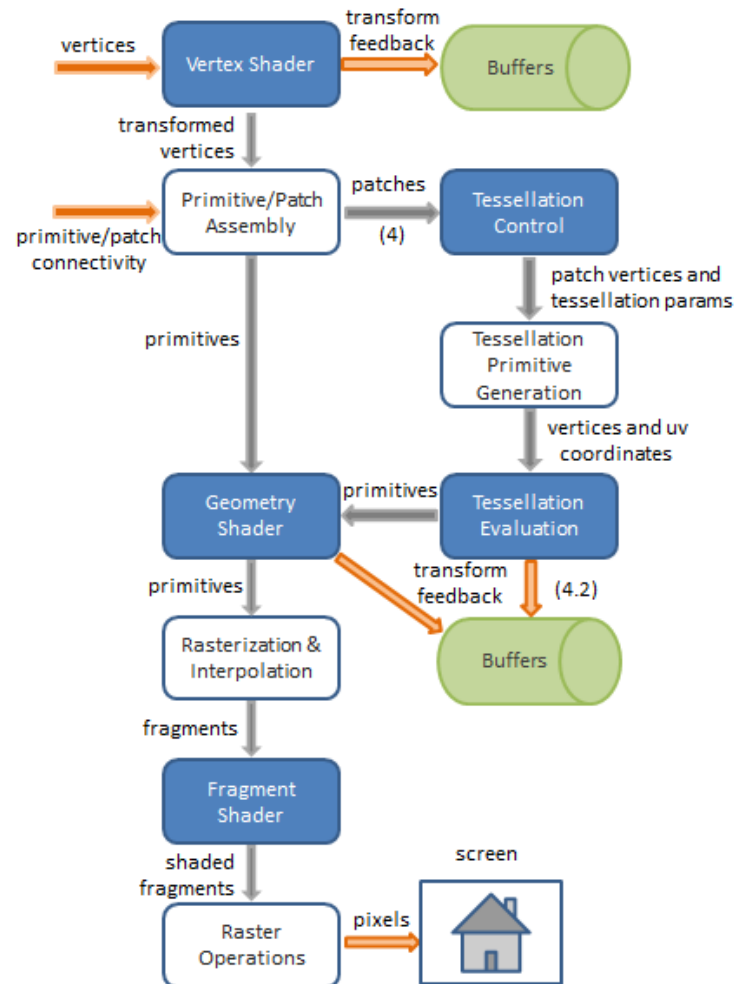 transform
feedback
vertices
Vertex Shader
Buffers
transformed
vertices
patches
Primitive/Patch
Assembly
Tessellation
Control
(4)
primitive/patch
connectivity
patch vertices and
tessellation params
primitives
Tessellation
Primitive
Generation
vertices and uv
coordinates
primitives
Geometry
Shader
Tessellation
Evaluation
transform
feedback
(4.2)
primitives
Rasterization &
Interpolation
Buffers
fragments
Fragment
Shader
shaded
fragments
screen
pixels
Raster
Operations